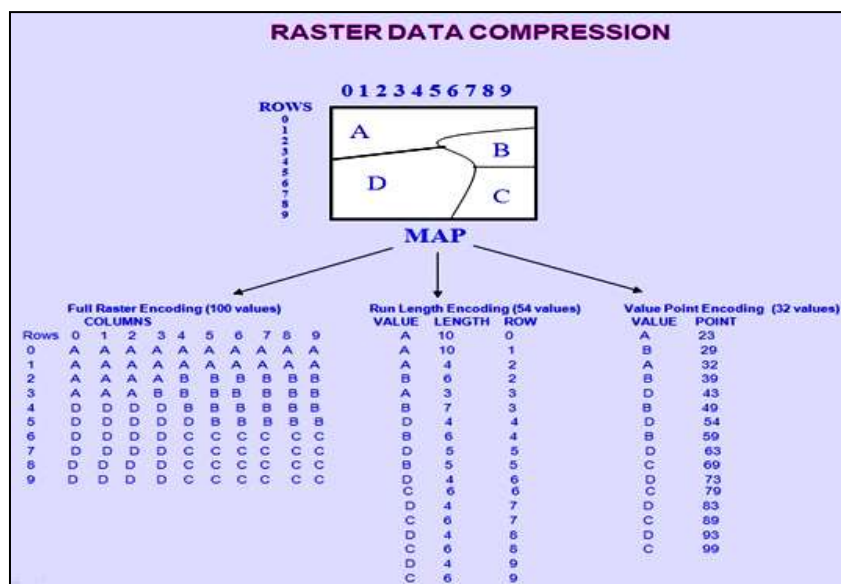 RASTER DATA COMPRESSION
0 1 2 3 4 5 6 7 8 9
ROWS
0
1
2
3
4
5
6
7
8
9
A
B
D
C
MAP
Full Raster Encoding (100 values)
COLUMNS
Rows 0 1 2 3 4 5 6 7 8 9
0 A A A A A A A A A A
1 A A A A A A A A A A
2 A A A A B B B B B B
3 A A A B B B B B B B
4 D D D D B B B B B B
5 D D D D D B B B B B
6 D D D D C C C C C C
7 D D D D C C C C C C
8 D D D D C C C C C C
9 D D D D C C C C C C
Run Length Encoding (54 values)
VALUE LENGTH ROW
A 10 0
A 10 1
A 4 2
B 6 2
A 3 3
B 7 3
D 4 4
B 6 4
D 5 5
B 5 5
D 4 6
C 6 6
D 4 7
C 6 7
D 4 8
C 6 8
D 4 9
C 6 9
Value Point Encoding (32 values)
VALUE POINT
A 23
B 29
A 32
B 39
D 43
B 49
D 54
B 59
D 63
C 69
D 73
C 79
D 83
C 89
D 93
C 99